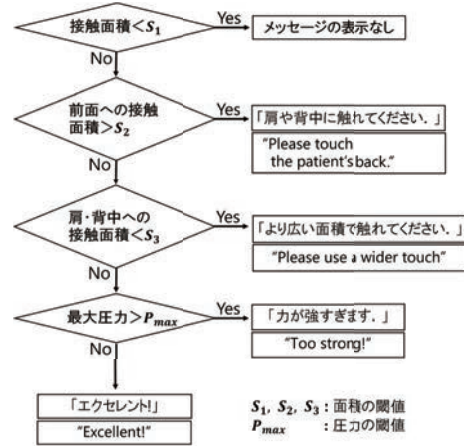 接触面積<S1
Yes
メッセージの表示なし
No
前面への接触
面積>S2
Yes
「肩や背中に触れてください．」
"Please touch
the patient's back."
No
肩・背中への
接触面積<S3
Yes
「より広い面積で触れてください．」
"Please use a wider touch"
No
最大圧力>Pmax
Yes
「力が強すぎます．」
"Too strong!"
No
「エクセレント!」
"Excellent!"
S1, S2, S3 : 面積の閾値
Pmax : 圧力の閾値